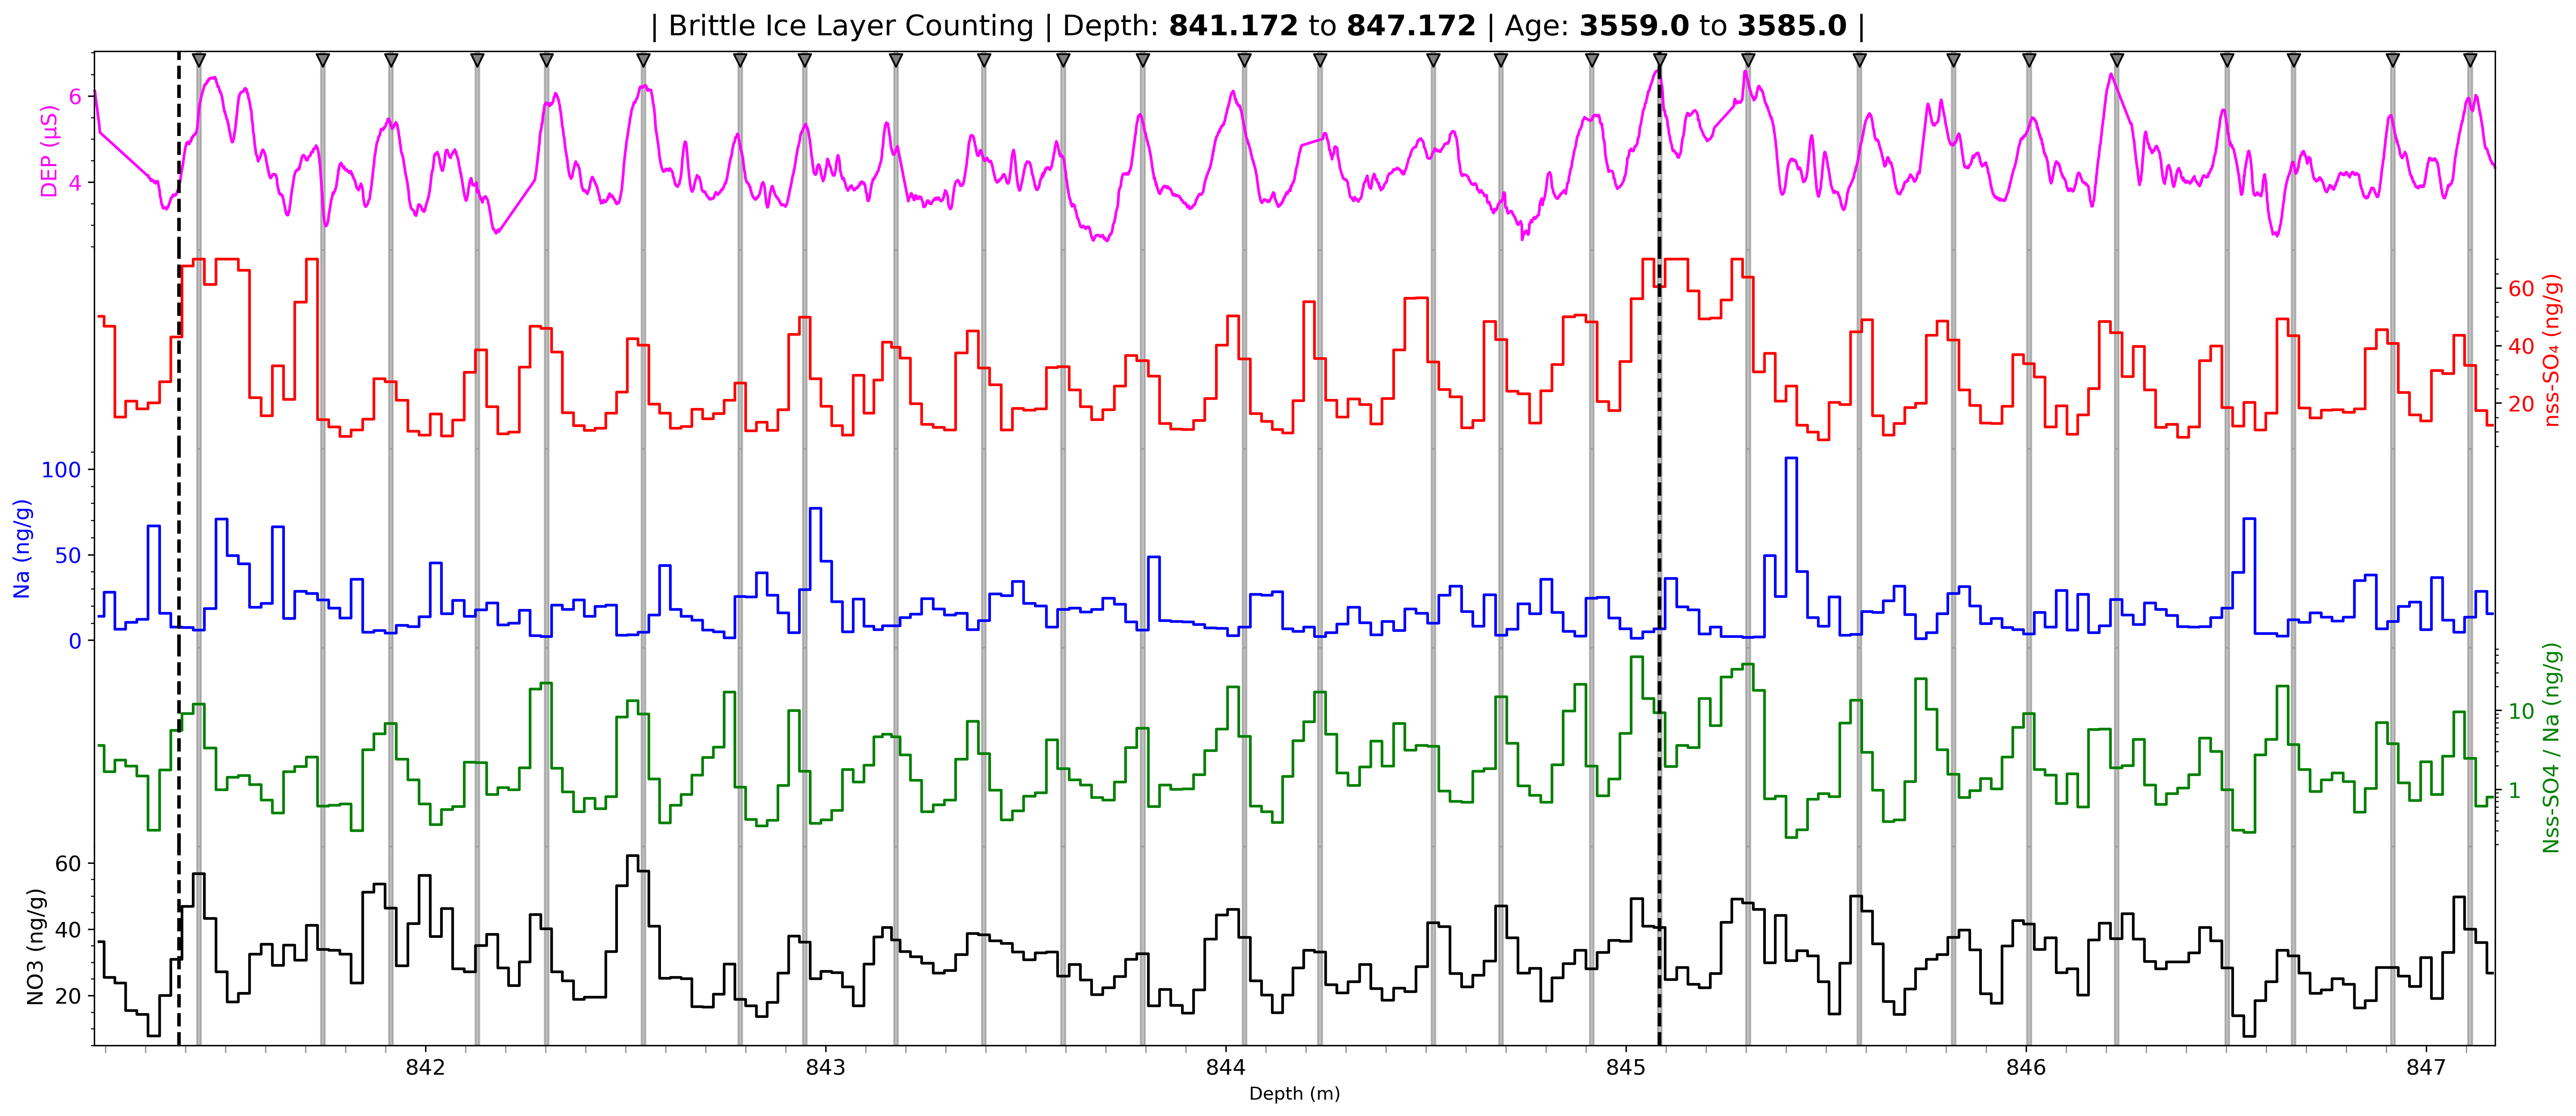 | Brittle Ice Layer Counting | Depth: 841.172 to 847.172 | Age: 3559.0 to 3585.0 |
DEP (µS)
6
4
nss-SO₄ (ng/g)
60
40
20
Na (ng/g)
100
50
0
Nss-SO4 / Na (ng/g)
10
1
NO3 (ng/g)
60
40
20
842
843
844
845
846
847
Depth (m)